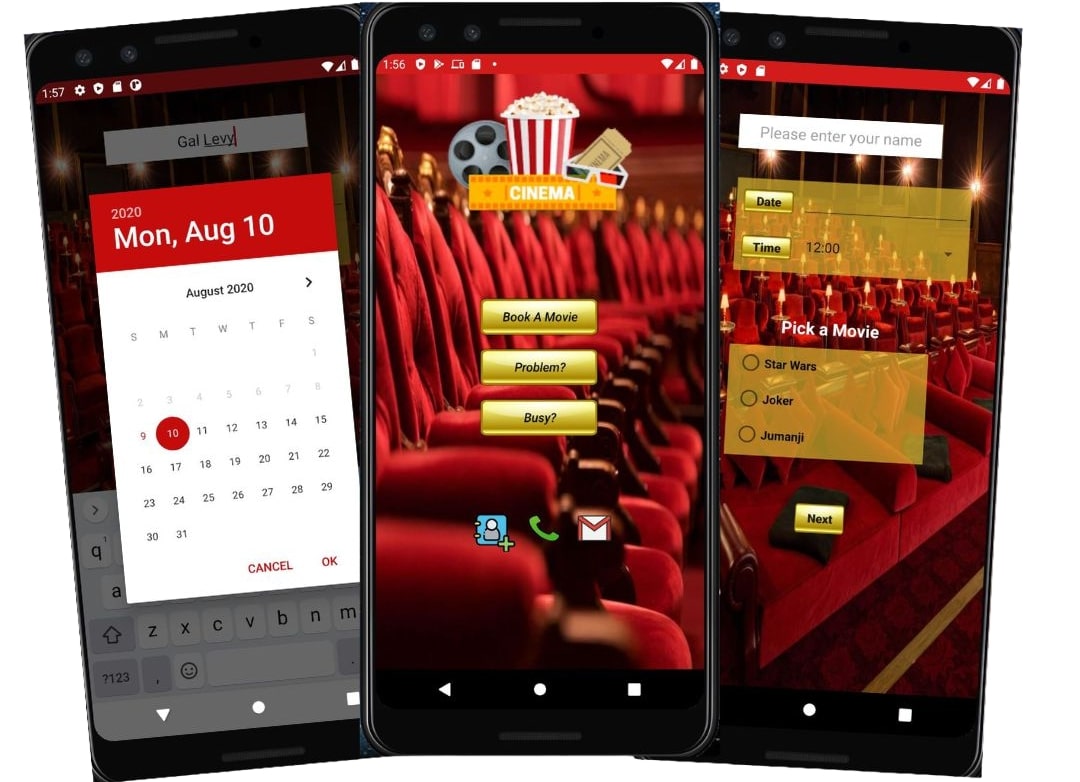 1:57
Gal Levy
2020
Mon, Aug 10
August 2020
S M T W T F S
1
2 3 4 5 6 7 8
9 10 11 12 13 14 15
16 17 18 19 20 21 22
23 24 25 26 27 28 29
30 31
CANCEL OK
q 1
a
z x c v b n m
?123 , .
1:56
CINEMA
CINEMA
Book A Movie
Problem?
Busy?
Please enter your name
Date
Time 12:00
Pick a Movie
Star Wars
Joker
Jumanji
Next